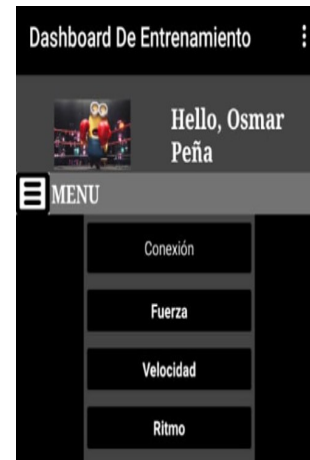 Dashboard De Entrenamiento
Hello, Osmar
Peña
MENU
Conexión
Fuerza
Velocidad
Ritmo